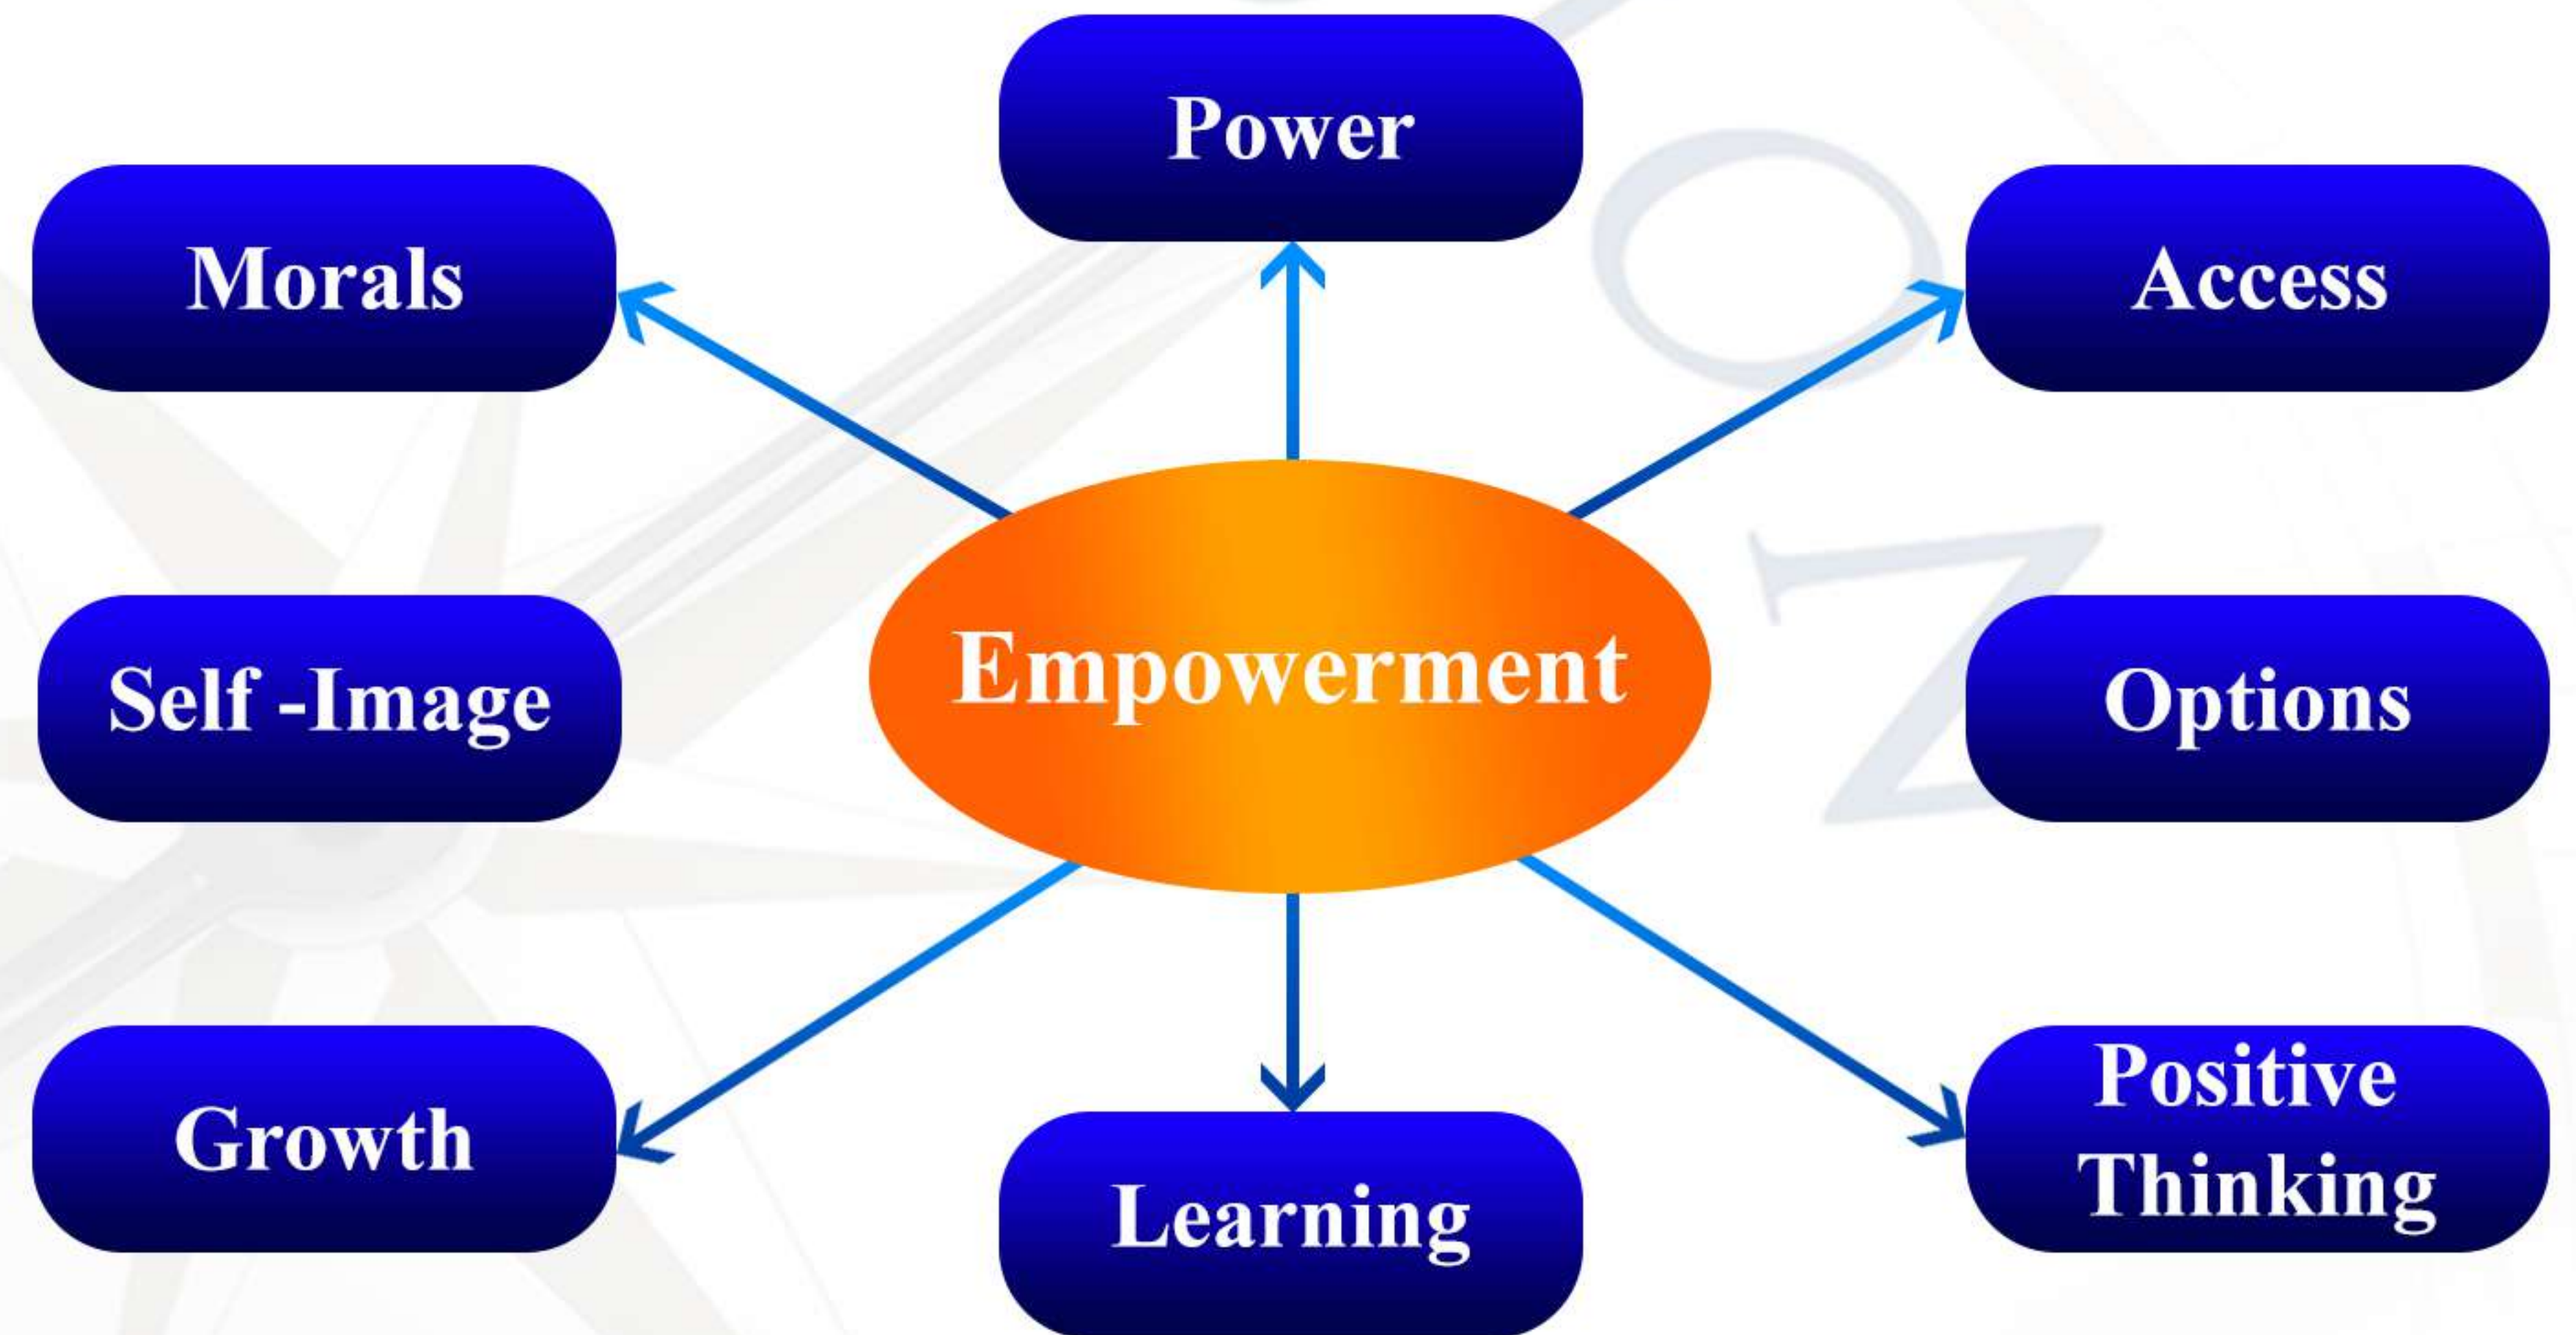 Power
Morals
Access
Empowerment
Self -Image
Options
Growth
Positive
Thinking
Learning
O
Z